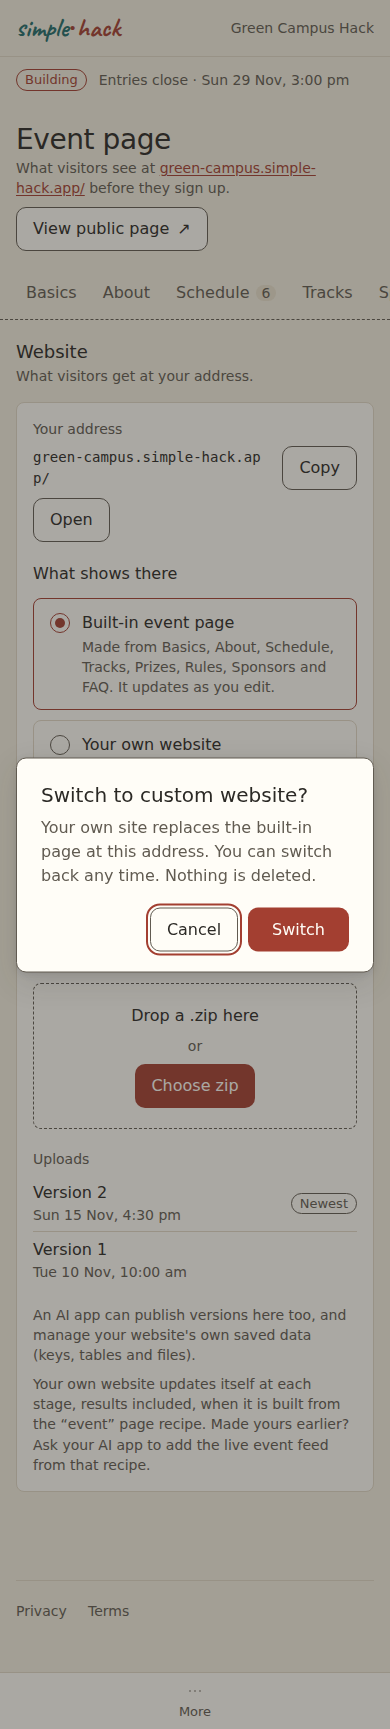 simple·hack
Green Campus Hack
Building
Entries close · Sun 29 Nov, 3:00 pm
Event page
What visitors see at green-campus.simple-
hack.app/ before they sign up.
View public page ↗
Basics
About
Schedule 6
Tracks
S
Website
What visitors get at your address.
Your address
green-campus.simple-hack.ap
p/
Copy
Open
What shows there
Built-in event page
Made from Basics, About, Schedule,
Tracks, Prizes, Rules, Sponsors and
FAQ. It updates as you edit.
Your own website
Switch to custom website?
Your own site replaces the built-in
page at this address. You can switch
back any time. Nothing is deleted.
Cancel
Switch
Drop a .zip here
or
Choose zip
Uploads
Version 2
Sun 15 Nov, 4:30 pm
Newest
Version 1
Tue 10 Nov, 10:00 am
An AI app can publish versions here too, and
manage your website's own saved data
(keys, tables and files).
Your own website updates itself at each
stage, results included, when it is built from
the “event” page recipe. Made yours earlier?
Ask your AI app to add the live event feed
from that recipe.
Privacy
Terms
...
More